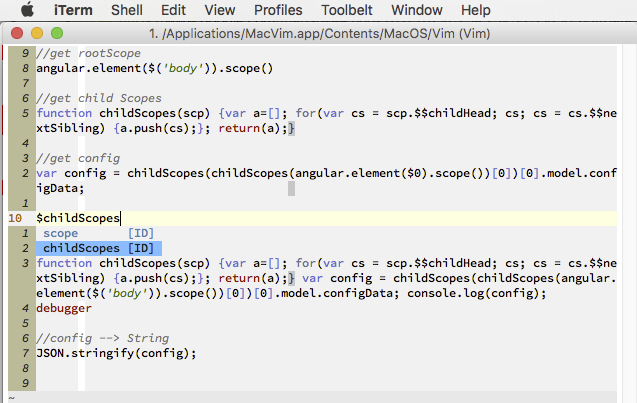 iTerm Shell Edit View Profiles Toolbelt Window Help
1. /Applications/MacVim.app/Contents/MacOS/Vim (Vim)
9 //get rootScope
8 angular.element($('body')).scope()
7
6 //get child Scopes
5 function childScopes(scp) {var a=[]; for(var cs = scp.$$childHead; cs; cs = cs.$$ne
xtSibling) {a.push(cs);}; return(a);}
4
3 //get config
2 var config = childScopes(childScopes(angular.element($0).scope())[0])[0].model.conf
igData;
1
10 $childScopes
1 scope [ID]
2 childScopes [ID]
3 function childScopes(scp) {var a=[]; for(var cs = scp.$$childHead; cs; cs = cs.$$ne
xtSibling) {a.push(cs);}; return(a);} var config = childScopes(childScopes(angular.
element($('body')).scope())[0])[0].model.configData; console.log(config);
4 debugger
5
6 //config --> String
7 JSON.stringify(config);
8
9
~